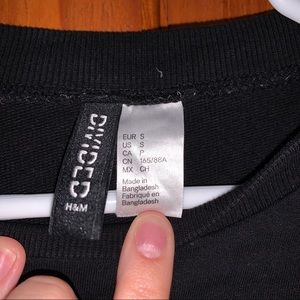 DIVIDED
H&M
EUR S
US S
CA P
CN 165/88A
MX CH
Made in
Bangladesh
Fabriqué en
Bangladesh